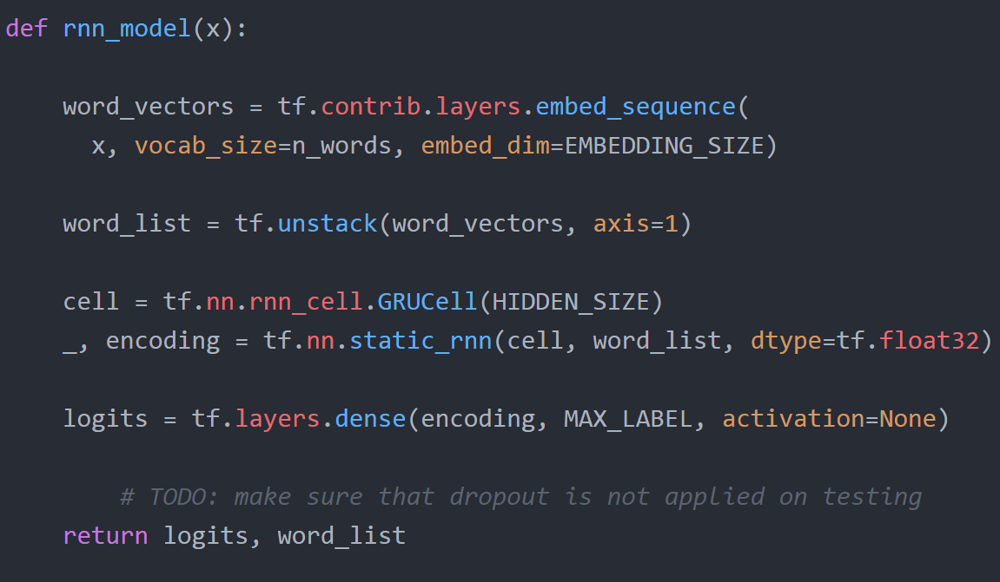 def rnn_model(x):
word_vectors = tf.contrib.layers.embed_sequence(
x, vocab_size=n_words, embed_dim=EMBEDDING_SIZE)
word_list = tf.unstack(word_vectors, axis=1)
cell = tf.nn.rnn_cell.GRUCell(HIDDEN_SIZE)
_, encoding = tf.nn.static_rnn(cell, word_list, dtype=tf.float32)
logits = tf.layers.dense(encoding, MAX_LABEL, activation=None)
# TODO: make sure that dropout is not applied on testing
return logits, word_list